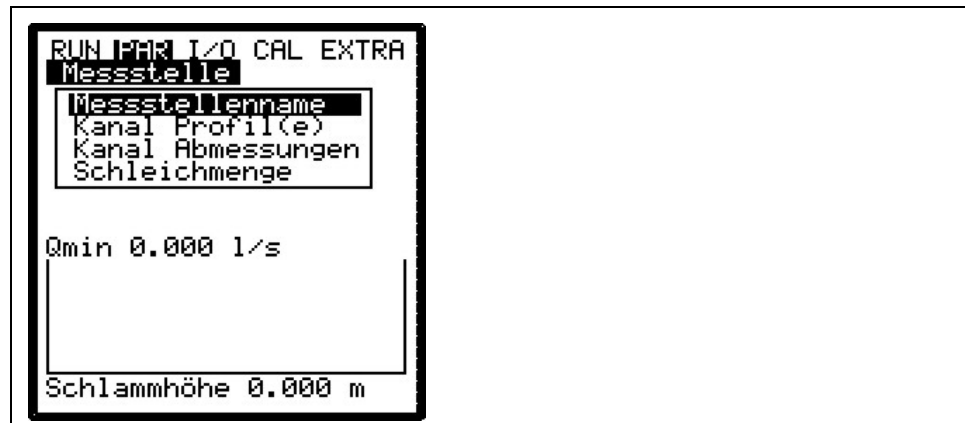 RUN PAR I/O CAL EXTRA
Messstelle
Messstellenname
Kanal Profil(e)
Kanal Abmessungen
Schleichmenge
Qmin 0.000 l/s
Schlammhöhe 0.000 m